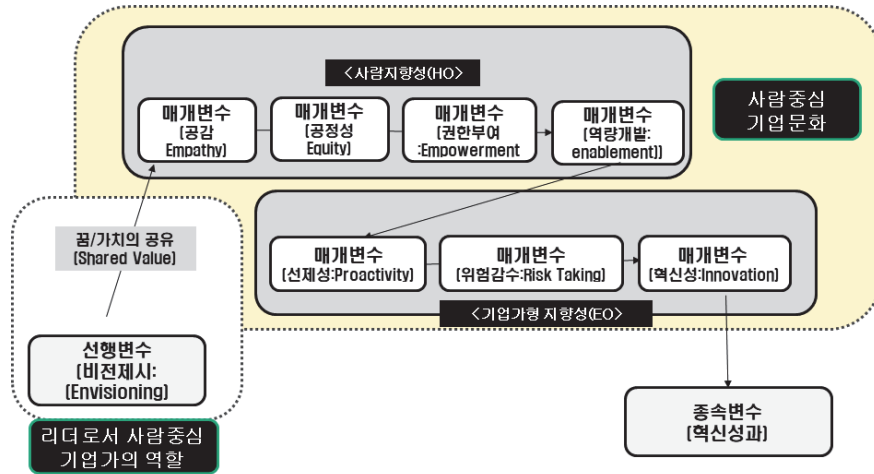 <사람지향성(HO>
매개변수
(공감
Empathy)
매개변수
(공정성
Equity)
매개변수
(권한부여
:Empowerment
매개변수
(역량개발:
enablement))
사람중심
기업문화
꿈/가치의 공유
(Shared Value)
매개변수
(선제성:Proactivity)
매개변수
(위험감수:Risk Taking)
매개변수
(혁신성:Innovation)
<기업가형 지향성(EO>
선행변수
(비전제시:
(Envisioning)
리더로서 사람중심
기업가의 역할
종속변수
(혁신성과)